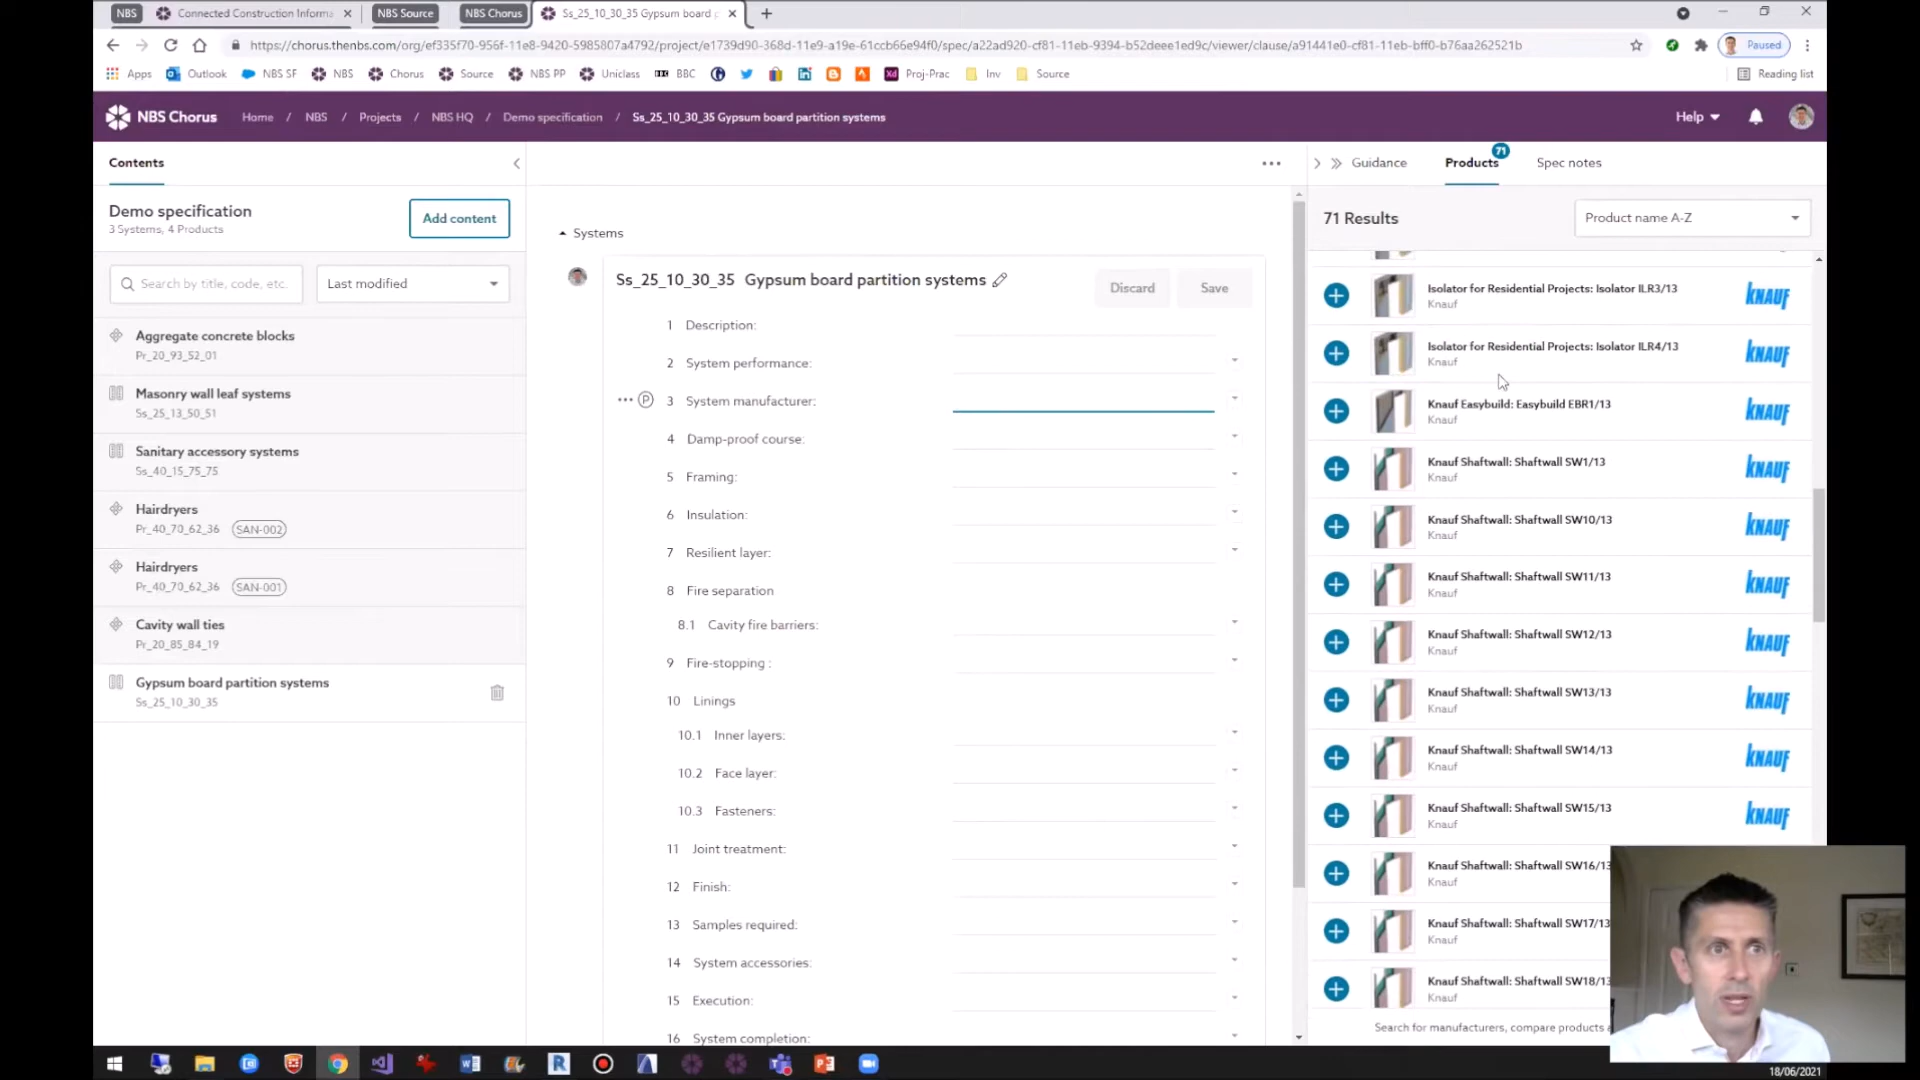 NBS
Connected Construction Informa
NBS Source
NBS Chorus
Ss_25_10_30_35 Gypsum board p
https://chorus.thenbs.com/org/ef335f70-956f-11e8-9420-5985807a4792/project/e1739d90-368d-11e9-a19e-61ccb66e94f0/spec/a22ad920-cf81-11eb-9394-b52deee1ed9c/viewer/clause/a91441e0-cf81-11eb-bff0-b76aa262521b
Paused
Apps
Outlook
NBS SF
NBS
Chorus
Source
NBS PP
Uniclass
BBC
Proj-Prac
Inv
Source
Reading list
NBS Chorus
Home / NBS / Projects / NBS HQ / Demo specification / Ss_25_10_30_35 Gypsum board partition systems
Help
Contents
Demo specification
3 Systems, 4 Products
Add content
Search by title, code, etc.
Last modified
Aggregate concrete blocks
Pr_20_93_52_01
Masonry wall leaf systems
Ss_25_13_50_51
Sanitary accessory systems
Ss_40_15_75_75
Hairdryers
Pr_40_70_62_36 SAN-002
Hairdryers
Pr_40_70_62_36 SAN-001
Cavity wall ties
Pr_20_85_84_19
Gypsum board partition systems
Ss_25_10_30_35
Systems
Ss_25_10_30_35 Gypsum board partition systems
Discard
Save
1 Description:
2 System performance:
P 3 System manufacturer:
4 Damp-proof course:
5 Framing:
6 Insulation:
7 Resilient layer:
8 Fire separation
8.1 Cavity fire barriers:
9 Fire-stopping :
10 Linings
10.1 Inner layers:
10.2 Face layer:
10.3 Fasteners:
11 Joint treatment:
12 Finish:
13 Samples required:
14 System accessories:
15 Execution:
16 System completion:
Guidance
Products
71
Spec notes
71 Results
Product name A-Z
Isolator for Residential Projects: Isolator ILR3/13
Knauf
KNAUF
Isolator for Residential Projects: Isolator ILR4/13
Knauf
KNAUF
Knauf Easybuild: Easybuild EBR1/13
Knauf
KNAUF
Knauf Shaftwall: Shaftwall SW1/13
Knauf
KNAUF
Knauf Shaftwall: Shaftwall SW10/13
Knauf
KNAUF
Knauf Shaftwall: Shaftwall SW11/13
Knauf
KNAUF
Knauf Shaftwall: Shaftwall SW12/13
Knauf
KNAUF
Knauf Shaftwall: Shaftwall SW13/13
Knauf
KNAUF
Knauf Shaftwall: Shaftwall SW14/13
Knauf
KNAUF
Knauf Shaftwall: Shaftwall SW15/13
Knauf
KNAUF
Knauf Shaftwall: Shaftwall SW16/13
Knauf
Knauf Shaftwall: Shaftwall SW17/13
Knauf
Knauf Shaftwall: Shaftwall SW18/13
Knauf
Search for manufacturers, compare products a
18/06/2021